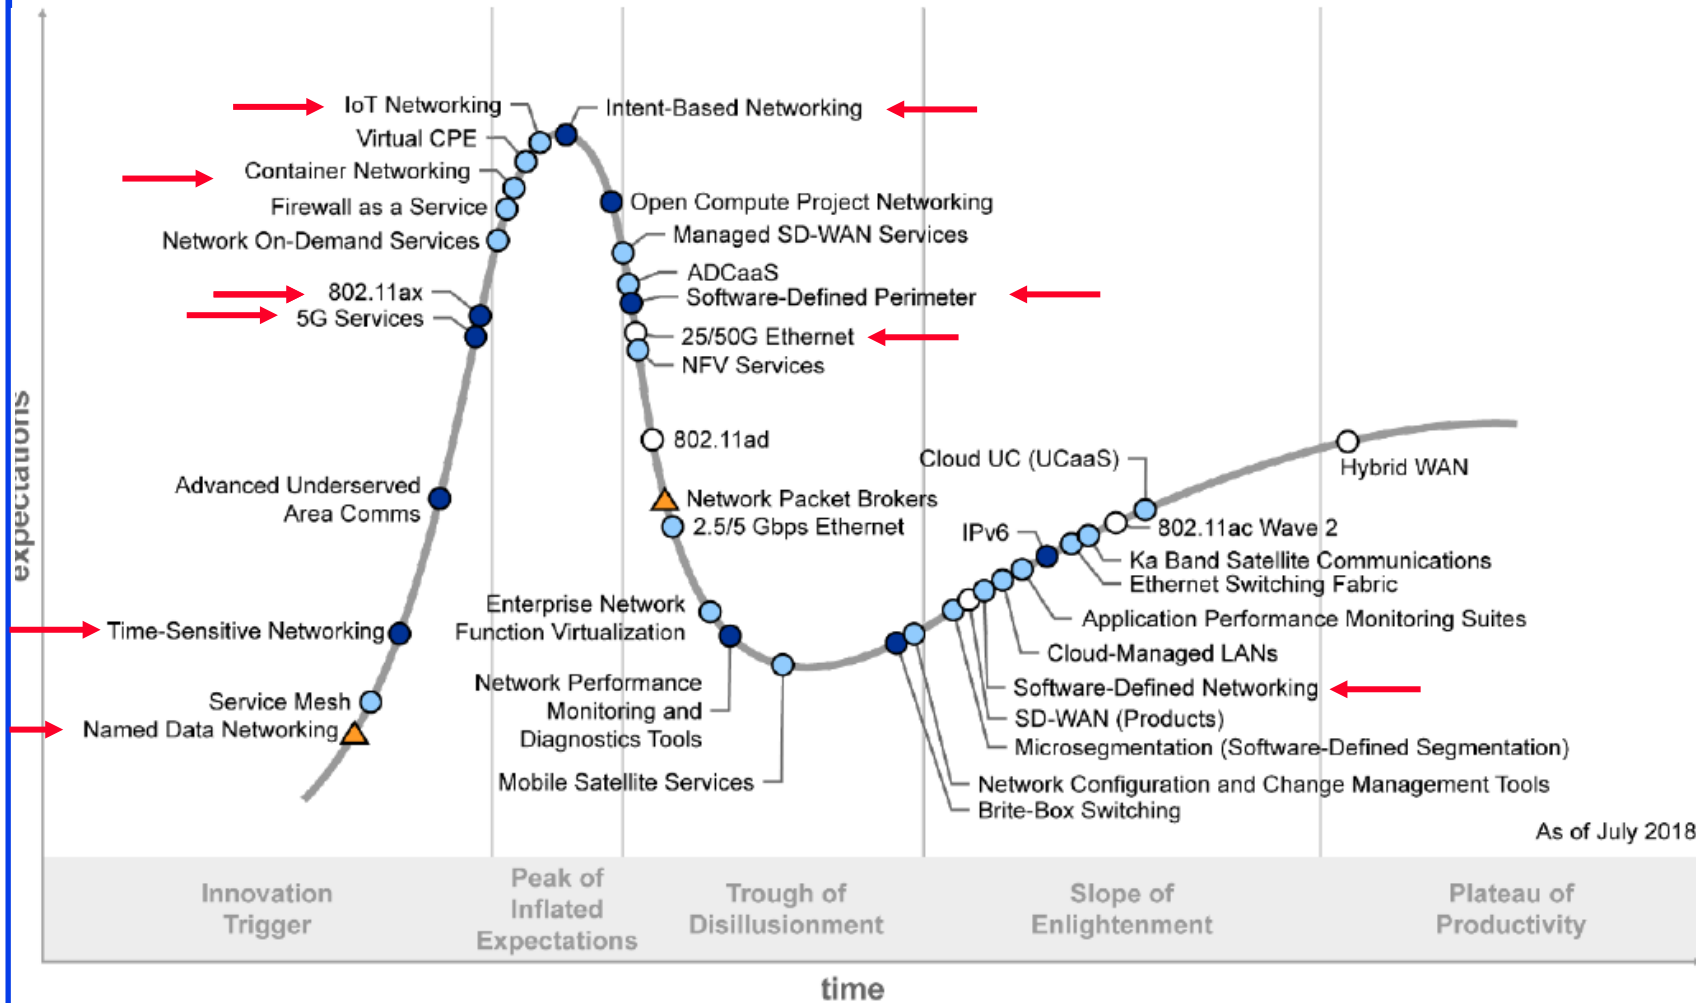 expectations
IoT Networking
Virtual CPE
Container Networking
Firewall as a Service
Network On-Demand Services
802.11ax
5G Services
Advanced Underserved
Area Comms
Time-Sensitive Networking
Service Mesh
Named Data Networking
Intent-Based Networking
Open Compute Project Networking
Managed SD-WAN Services
ADCaaS
Software-Defined Perimeter
25/50G Ethernet
NFV Services
802.11ad
Network Packet Brokers
2.5/5 Gbps Ethernet
Enterprise Network
Function Virtualization
Network Performance
Monitoring and
Diagnostics Tools
Mobile Satellite Services
Cloud UC (UCaaS)
Hybrid WAN
IPv6
802.11ac Wave 2
Ka Band Satellite Communications
Ethernet Switching Fabric
Application Performance Monitoring Suites
Cloud-Managed LANs
Software-Defined Networking
SD-WAN (Products)
Microsegmentation (Software-Defined Segmentation)
Network Configuration and Change Management Tools
Brite-Box Switching
As of July 2018
Innovation
Trigger
Peak of
Inflated
Expectations
Trough of
Disillusionment
Slope of
Enlightenment
Plateau of
Productivity
time